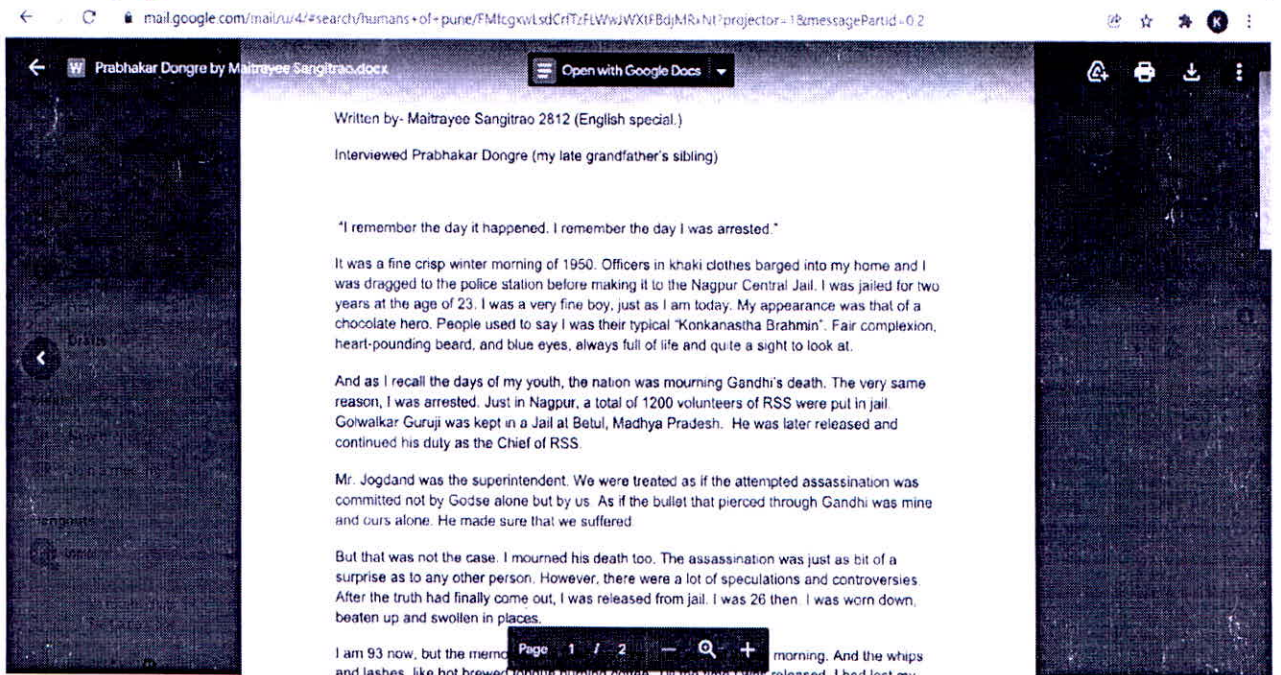 mail.google.com/mail/u/4/#search/humans+of+pune/
K
W Prabhakar Dongre by Maitrayee Sangitrao.docx
Open with Google Docs
Written by- Maitrayee Sangitrao 2812 (English special.)
Interviewed Prabhakar Dongre (my late grandfather's sibling)
"I remember the day it happened. I remember the day I was arrested."
It was a fine crisp winter morning of 1950. Officers in khaki clothes barged into my home and I
was dragged to the police station before making it to the Nagpur Central Jail. I was jailed for two
years at the age of 23. I was a very fine boy, just as I am today. My appearance was that of a
chocolate hero. People used to say I was their typical "Konkanastha Brahmin". Fair complexion,
heart-pounding beard, and blue eyes, always full of life and quite a sight to look at.
And as I recall the days of my youth, the nation was mourning Gandhi's death. The very same
reason, I was arrested. Just in Nagpur, a total of 1200 volunteers of RSS were put in jail.
Golwalkar Guruji was kept in a Jail at Betul, Madhya Pradesh. He was later released and
continued his duty as the Chief of RSS.
Mr. Jogdand was the superintendent. We were treated as if the attempted assassination was
committed not by Godse alone but by us. As if the bullet that pierced through Gandhi was mine
and ours alone. He made sure that we suffered.
But that was not the case. I mourned his death too. The assassination was just as bit of a
surprise as to any other person. However, there were a lot of speculations and controversies.
After the truth had finally come out, I was released from jail. I was 26 then. I was worn down,
beaten up and swollen in places.
I am 93 now, but the memo morning. And the whips
Page 1 / 2
and lashes, like hot brewed released. I had lost my